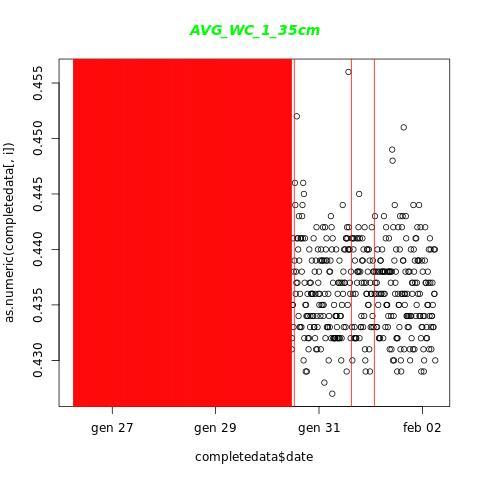 AVG_WC_1_35cm
as.numeric(completedata[, i])
0.455
0.450
0.445
0.440
0.435
0.430
gen 27
gen 29
gen 31
feb 02
completedata$date